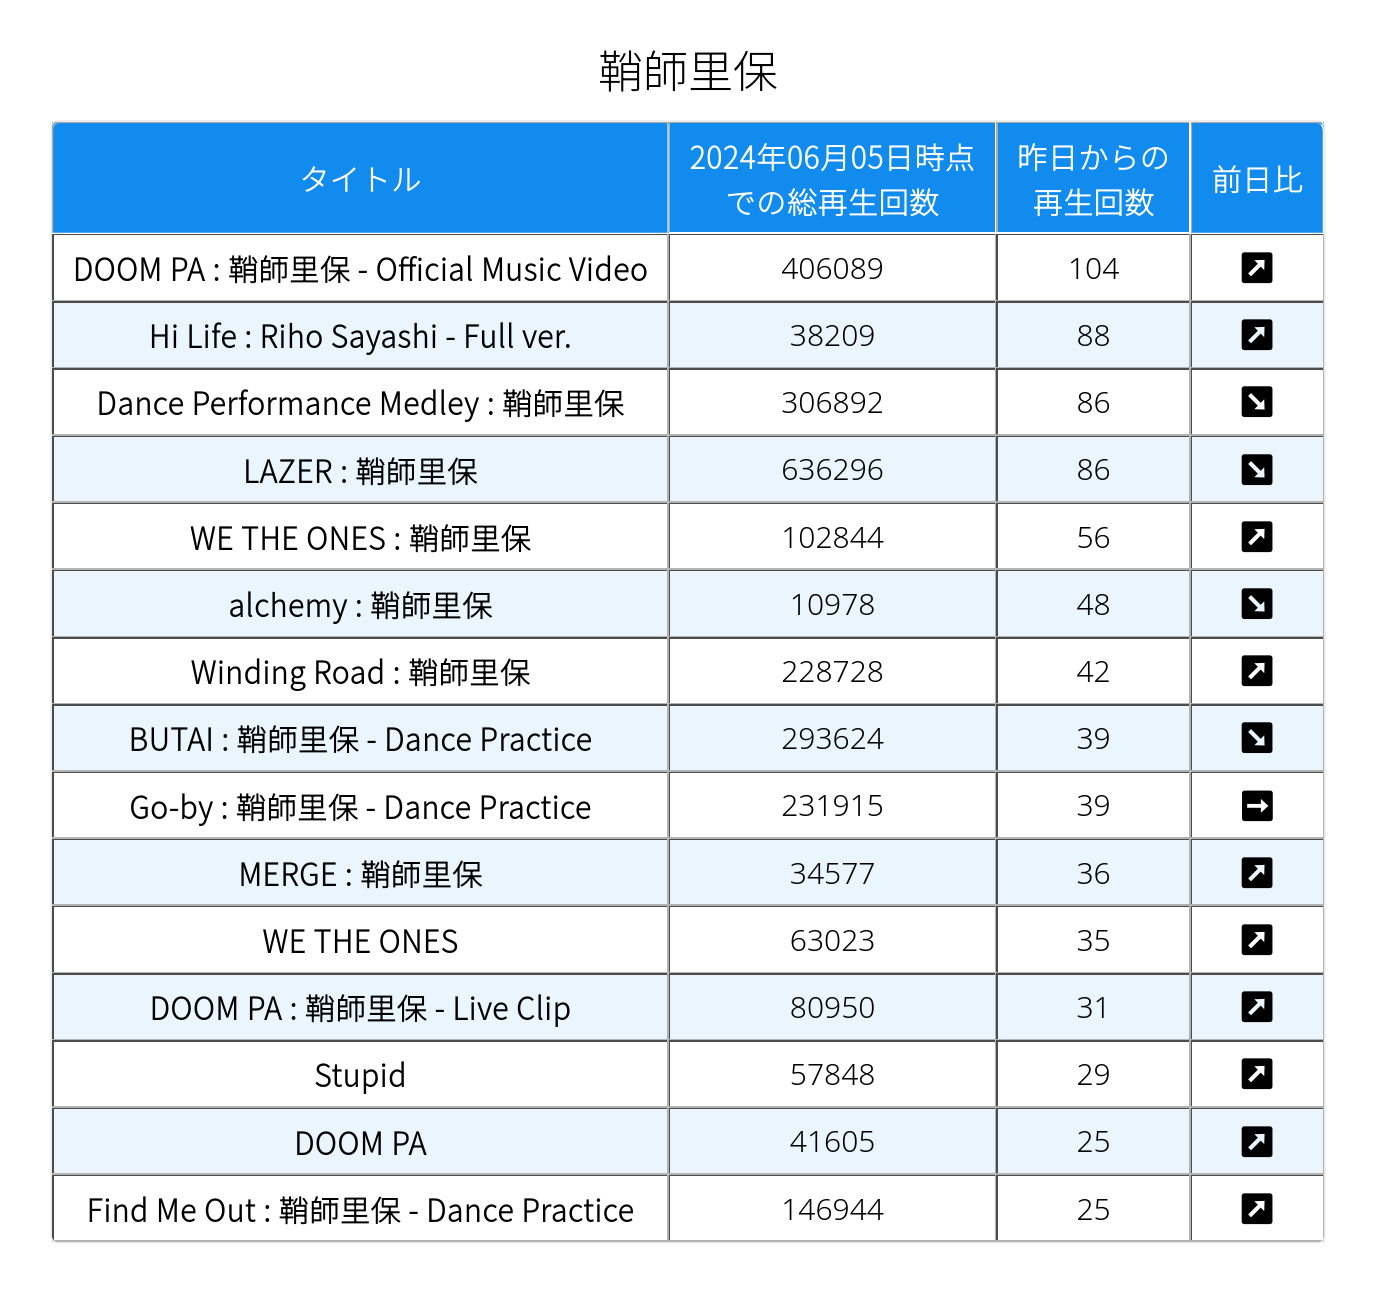 鞘師里保
タイトル
2024年06月05日時点
での総再生回数
昨日からの
再生回数
前日比
DOOM PA : 鞘師里保 - Official Music Video 406089 104 ↗
Hi Life : Riho Sayashi - Full ver. 38209 88 ↗
Dance Performance Medley : 鞘師里保 306892 86 ↘
LAZER : 鞘師里保 636296 86 ↘
WE THE ONES : 鞘師里保 102844 56 ↗
alchemy : 鞘師里保 10978 48 ↘
Winding Road : 鞘師里保 228728 42 ↗
BUTAI : 鞘師里保 - Dance Practice 293624 39 ↘
Go-by : 鞘師里保 - Dance Practice 231915 39 →
MERGE : 鞘師里保 34577 36 ↗
WE THE ONES 63023 35 ↗
DOOM PA : 鞘師里保 - Live Clip 80950 31 ↗
Stupid 57848 29 ↗
DOOM PA 41605 25 ↗
Find Me Out : 鞘師里保 - Dance Practice 146944 25 ↗